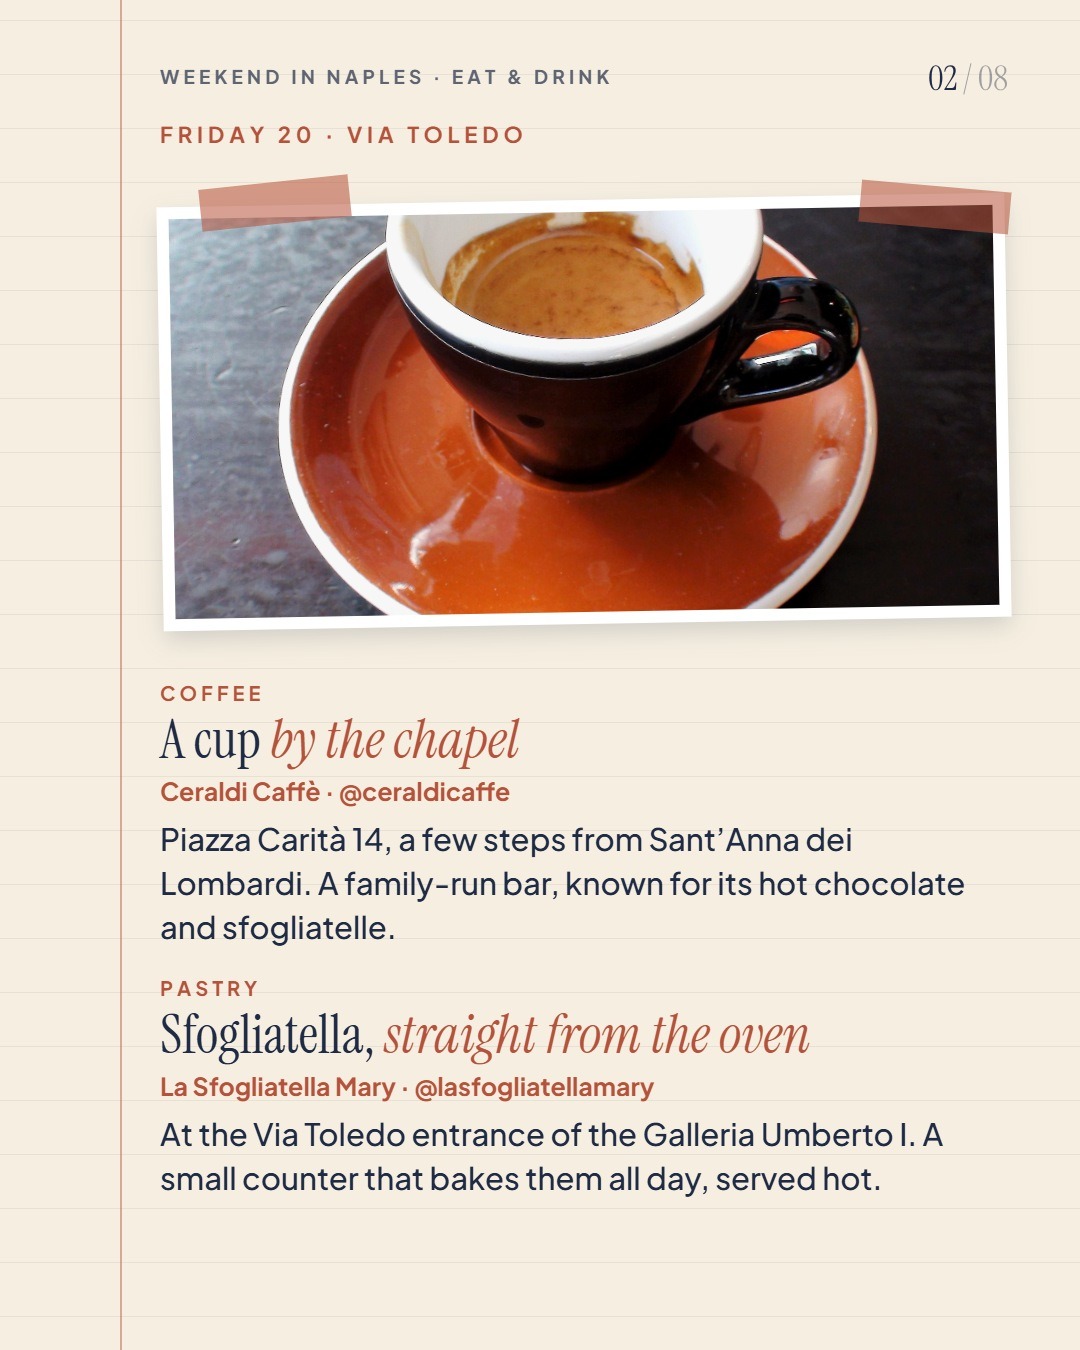 WEEKEND IN NAPLES · EAT & DRINK
02 / 08
FRIDAY 20 · VIA TOLEDO
COFFEE
A cup by the chapel
Ceraldi Caffè · @ceraldicaffe
Piazza Carità 14, a few steps from Sant’Anna dei
Lombardi. A family-run bar, known for its hot chocolate
and sfogliatelle.
PASTRY
Sfogliatella, straight from the oven
La Sfogliatella Mary · @lasfogliatellamary
At the Via Toledo entrance of the Galleria Umberto I. A
small counter that bakes them all day, served hot.